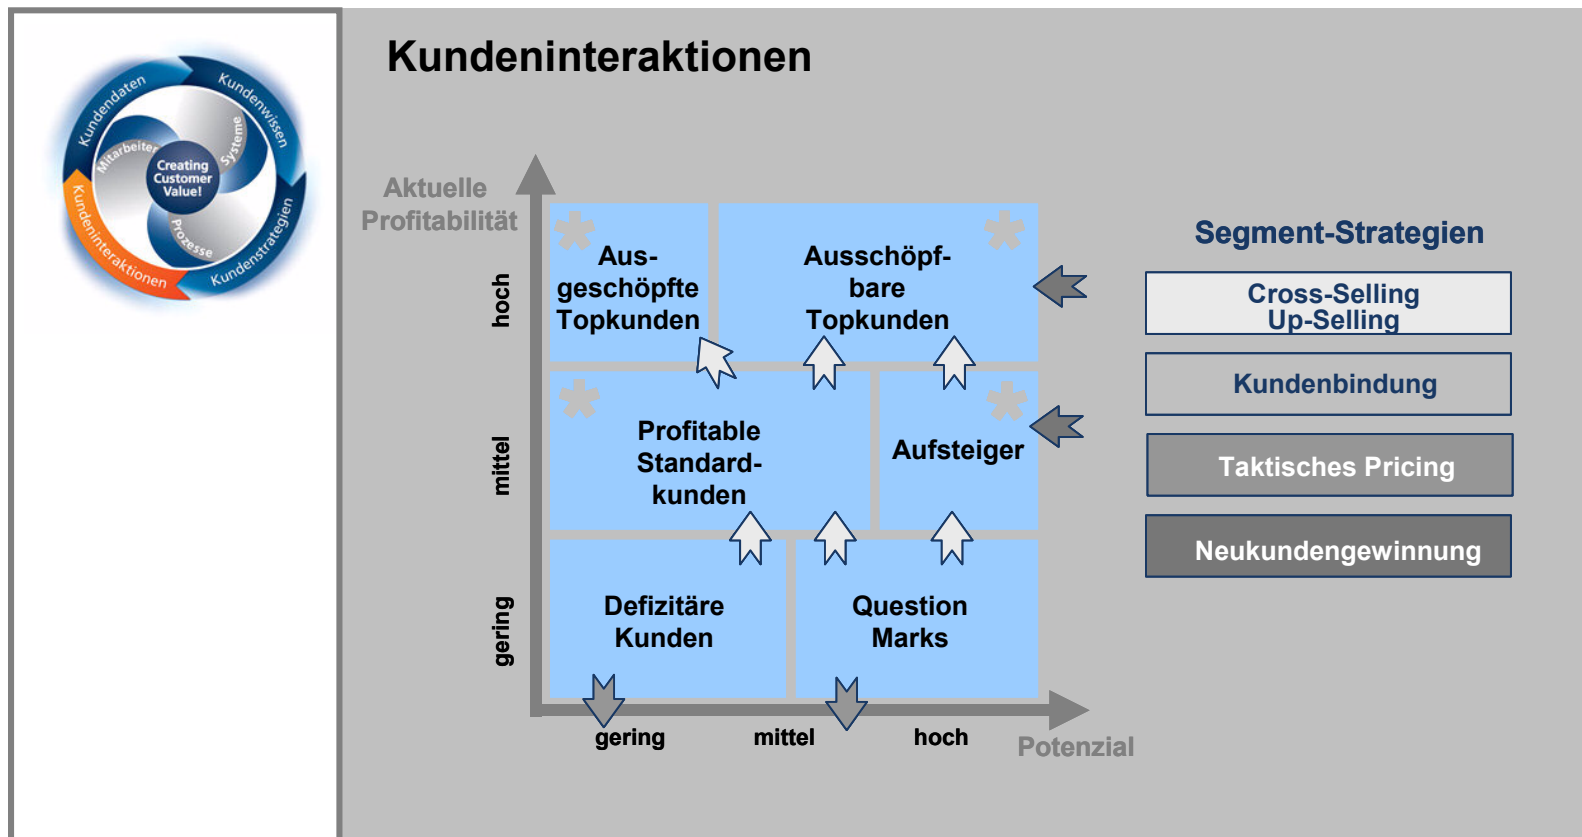 Kundeninteraktionen
Kundendaten
Kundenwissen
Kundenstrategien
Kundeninteraktionen
Mitarbeiter
Systeme
Prozesse
Creating
Customer
Value!
Aktuelle
Profitabilität
hoch
mittel
gering
Aus-
geschöpfte
Topkunden
Ausschöpf-
bare
Topkunden
Profitable
Standard-
kunden
Aufsteiger
Defizitäre
Kunden
Question
Marks
gering
mittel
hoch
Potenzial
Segment-Strategien
Cross-Selling
Up-Selling
Kundenbindung
Taktisches Pricing
Neukundengewinnung